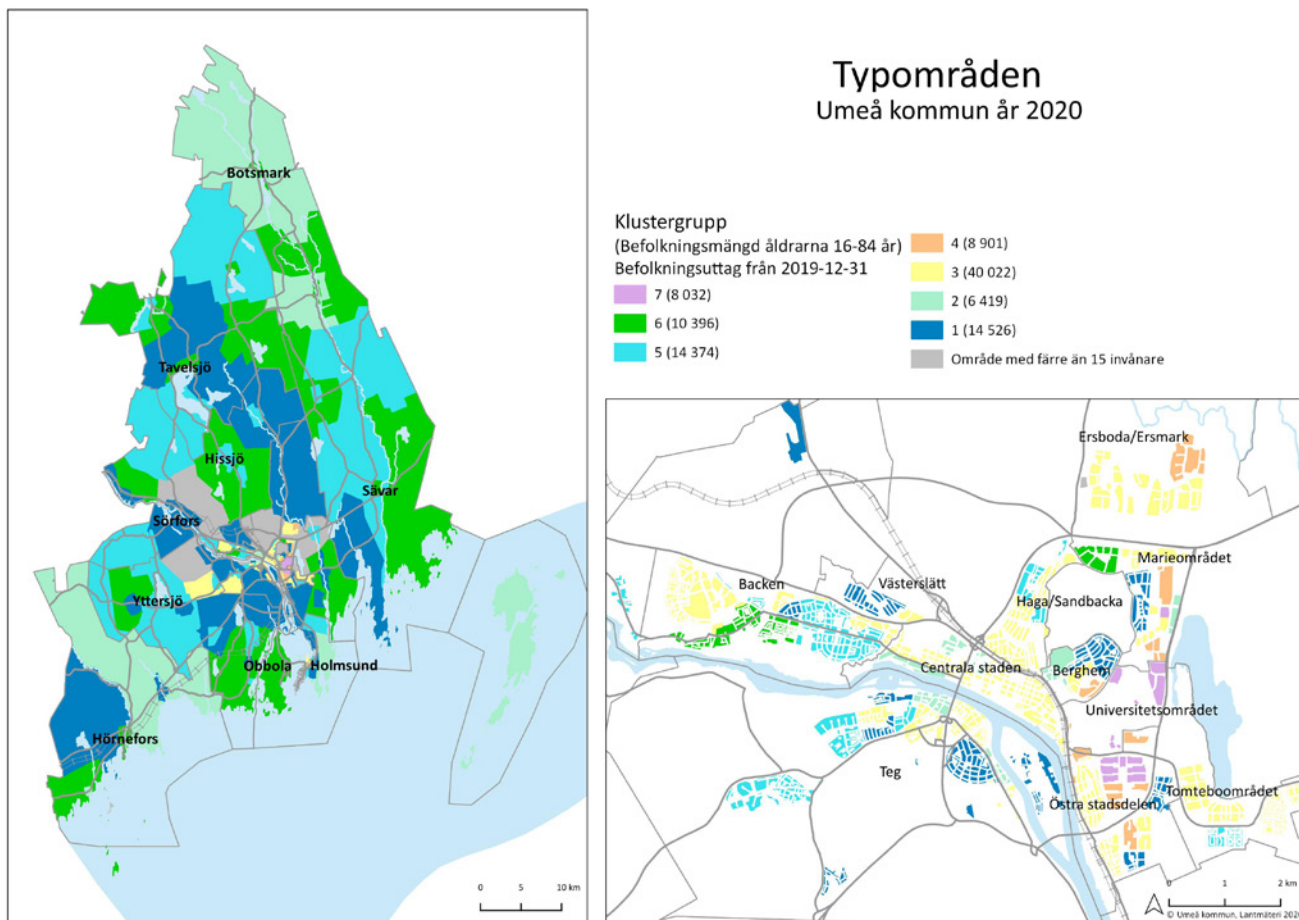 Typområden
Umeå kommun år 2020
Klustergrupp
(Befolkningsmängd åldrarna 16-84 år)
Befolkningsuttag från 2019-12-31
7 (8 032)
6 (10 396)
5 (14 374)
4 (8 901)
3 (40 022)
2 (6 419)
1 (14 526)
Område med färre än 15 invånare
Botsmark
Tavelsjö
Hissjö
Sävar
Sörfors
Yttersjö
Obbola
Holmsund
Hörnefors
0 5 10 km
Ersboda/Ersmark
Marieområdet
Backen
Västerslätt
Haga/Sandbacka
Centrala staden
Berghem
Universitetsområdet
Teg
Östra stadsdelen
Tomteboområdet
0 1 2 km
© Umeå kommun, Lantmäteri